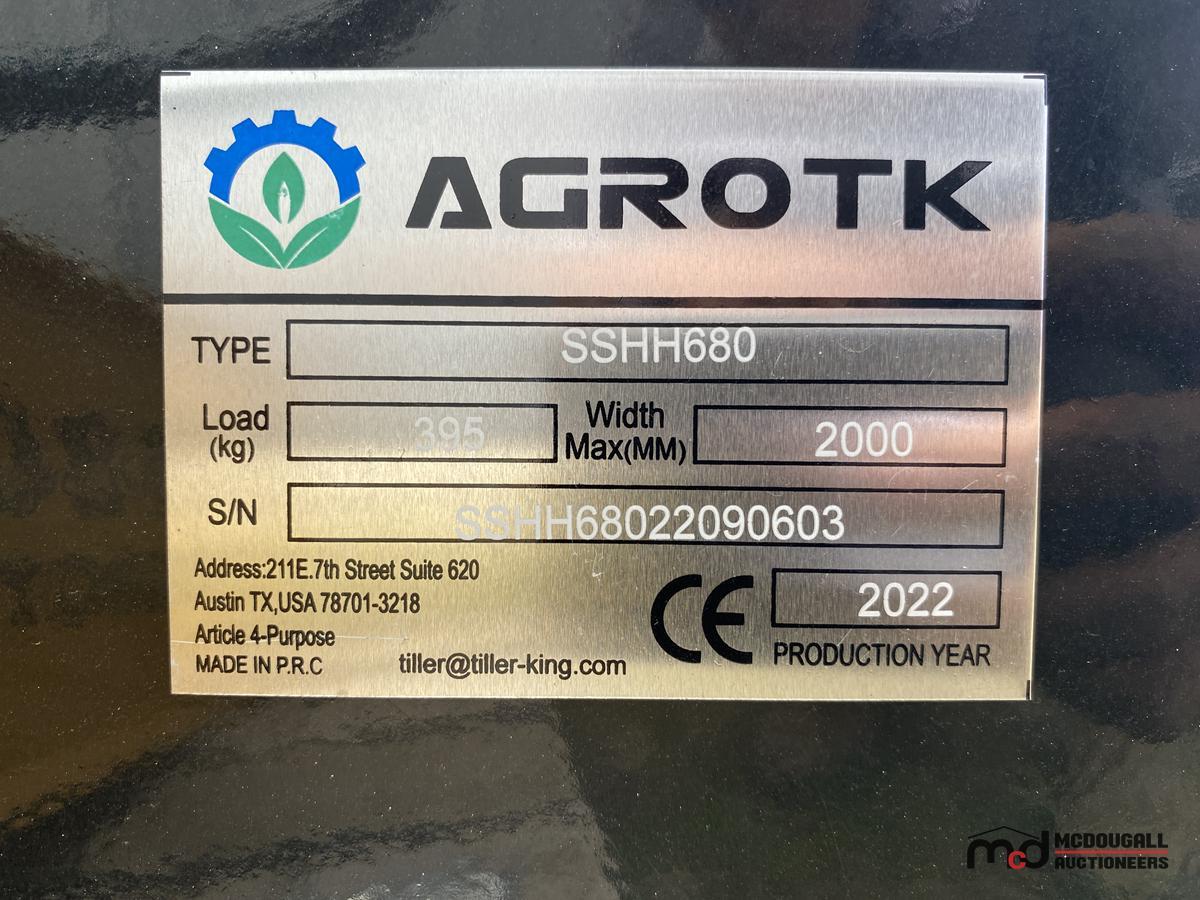 AGROTK
TYPE SSHH680
Load (kg) 395 Width Max(MM) 2000
S/N SSHH68022090603
Address:211E.7th Street Suite 620
Austin TX,USA 78701-3218
Article 4-Purpose
MADE IN P.R.C tiller@tiller-king.com
CE 2022
PRODUCTION YEAR
mcd MCDOUGALL
AUCTIONEERS